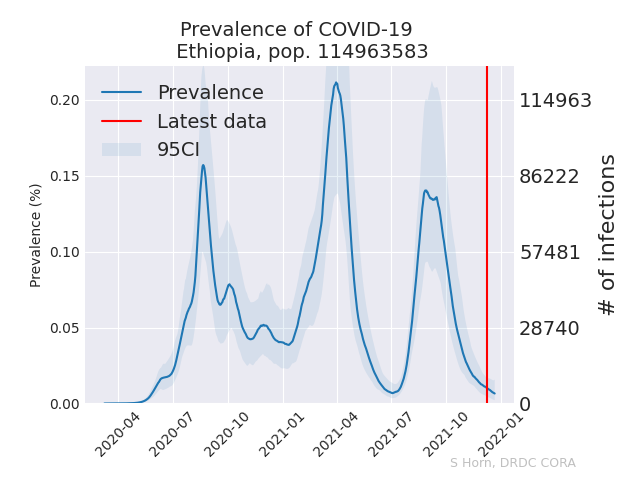 Prevalence of COVID-19
Ethiopia, pop. 114963583
Prevalence
Latest data
95CI
Prevalence (%)
0.20
0.15
0.10
0.05
0.00
114963
86222
57481
28740
0
# of infections
2020-04
2020-07
2020-10
2021-01
2021-04
2021-07
2021-10
2022-01
S Horn, DRDC CORA